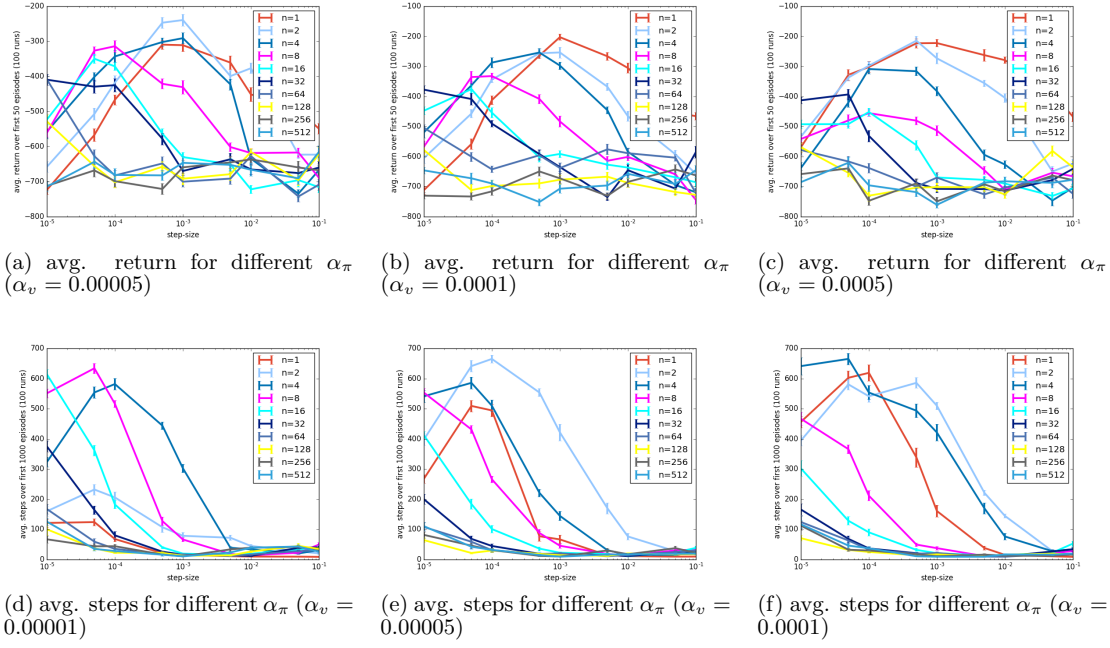 −200
−300
−400
−500
−600
−700
−800
avg. return over first 50 episodes (100 runs)
10⁻⁵ 10⁻⁴ 10⁻³ 10⁻² 10⁻¹
step-size
n=1
n=2
n=4
n=8
n=16
n=32
n=64
n=128
n=256
n=512
(a) avg. return for different α_π
(α_v = 0.00005)
−100
−200
−300
−400
−500
−600
−700
−800
avg. return over first 50 episodes (100 runs)
10⁻⁵ 10⁻⁴ 10⁻³ 10⁻² 10⁻¹
step-size
n=1
n=2
n=4
n=8
n=16
n=32
n=64
n=128
n=256
n=512
(b) avg. return for different α_π
(α_v = 0.0001)
−100
−200
−300
−400
−500
−600
−700
−800
avg. return over first 50 episodes (100 runs)
10⁻⁵ 10⁻⁴ 10⁻³ 10⁻² 10⁻¹
step-size
n=1
n=2
n=4
n=8
n=16
n=32
n=64
n=128
n=256
n=512
(c) avg. return for different α_π
(α_v = 0.0005)
700
600
500
400
300
200
100
0
avg. steps over first 1000 episodes (100 runs)
10⁻⁵ 10⁻⁴ 10⁻³ 10⁻² 10⁻¹
step-size
n=1
n=2
n=4
n=8
n=16
n=32
n=64
n=128
n=256
n=512
(d) avg. steps for different α_π (α_v =
0.00001)
700
600
500
400
300
200
100
0
avg. steps over first 1000 episodes (100 runs)
10⁻⁵ 10⁻⁴ 10⁻³ 10⁻² 10⁻¹
step-size
n=1
n=2
n=4
n=8
n=16
n=32
n=64
n=128
n=256
n=512
(e) avg. steps for different α_π (α_v =
0.00005)
700
600
500
400
300
200
100
0
avg. steps over first 1000 episodes (100 runs)
10⁻⁵ 10⁻⁴ 10⁻³ 10⁻² 10⁻¹
step-size
n=1
n=2
n=4
n=8
n=16
n=32
n=64
n=128
n=256
n=512
(f) avg. steps for different α_π (α_v =
0.0001)